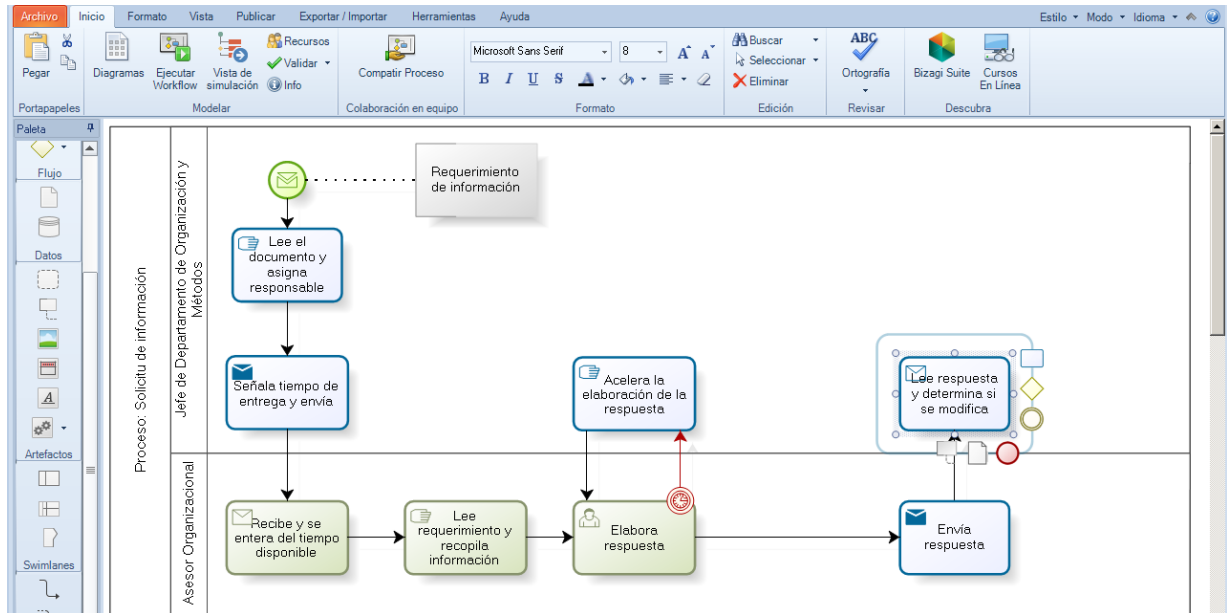 Archivo Inicio Formato Vista Publicar Exportar / Importar Herramientas Ayuda Estilo Modo Idioma
Pegar
Portapapeles
Diagramas
Ejecutar
Workflow
Vista de
simulación
Recursos
Validar
Info
Modelar
Compatir Proceso
Colaboración en equipo
Microsoft Sans Serif 8 A A
B I U S A
Formato
Buscar
Seleccionar
Eliminar
Edición
ABC
Ortografía
Revisar
Bizagi Suite
Cursos
En Línea
Descubra
Paleta
Flujo
Datos
A
Artefactos
Swimlanes
Proceso: Solicitu de información
Jefe de Departamento de Organización y
Métodos
Requerimiento
de información
Lee el
documento y
asigna
responsable
Señala tiempo de
entrega y envía
Acelera la
elaboración de la
respuesta
Lee respuesta
y determina si
se modifica
Asesor Organizacional
Recibe y se
entera del tiempo
disponible
Lee
requerimiento y
recopila
información
Elabora
respuesta
Envía
respuesta